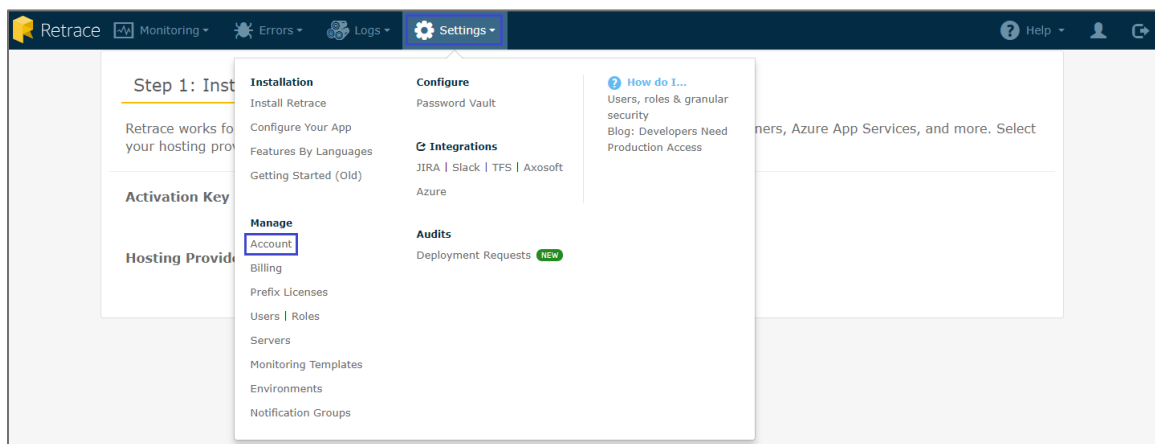 Retrace Monitoring Errors Logs Settings Help
Step 1: Inst
Retrace works fo
ners, Azure App Services, and more. Select
your hosting prov
Activation Key
Hosting Provide
Installation
Install Retrace
Configure Your App
Features By Languages
Getting Started (Old)
Manage
Account
Billing
Prefix Licenses
Users | Roles
Servers
Monitoring Templates
Environments
Notification Groups
Configure
Password Vault
Integrations
JIRA | Slack | TFS | Axosoft
Azure
Audits
Deployment Requests NEW
? How do I...
Users, roles & granular
security
Blog: Developers Need
Production Access